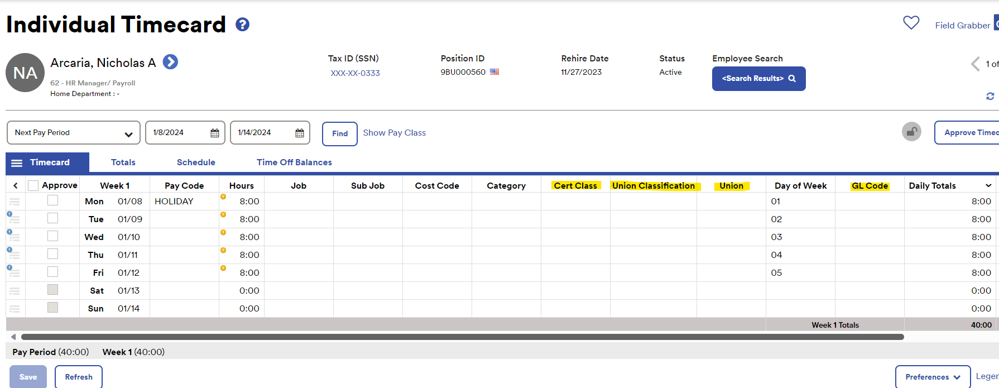 Individual Timecard ?
Field Grabber
NA
Arcaria, Nicholas A
62 - HR Manager/ Payroll
Home Department : -
Tax ID (SSN)
XXX-XX-0333
Position ID
9BU000560
Rehire Date
11/27/2023
Status
Active
Employee Search
<Search Results>
1 of
Next Pay Period 1/8/2024 1/14/2024 Find Show Pay Class
Approve Timec
Timecard Totals Schedule Time Off Balances
Approve Week 1 Pay Code Hours Job Sub Job Cost Code Category Cert Class Union Classification Union Day of Week GL Code Daily Totals
Mon 01/08 HOLIDAY 8:00 01 8:00
Tue 01/09 8:00 02 8:00
Wed 01/10 8:00 03 8:00
Thu 01/11 8:00 04 8:00
Fri 01/12 8:00 05 8:00
Sat 01/13 0:00 0:00
Sun 01/14 0:00 0:00
Week 1 Totals 40:00
Pay Period (40:00) Week 1 (40:00)
Save Refresh Preferences Legen